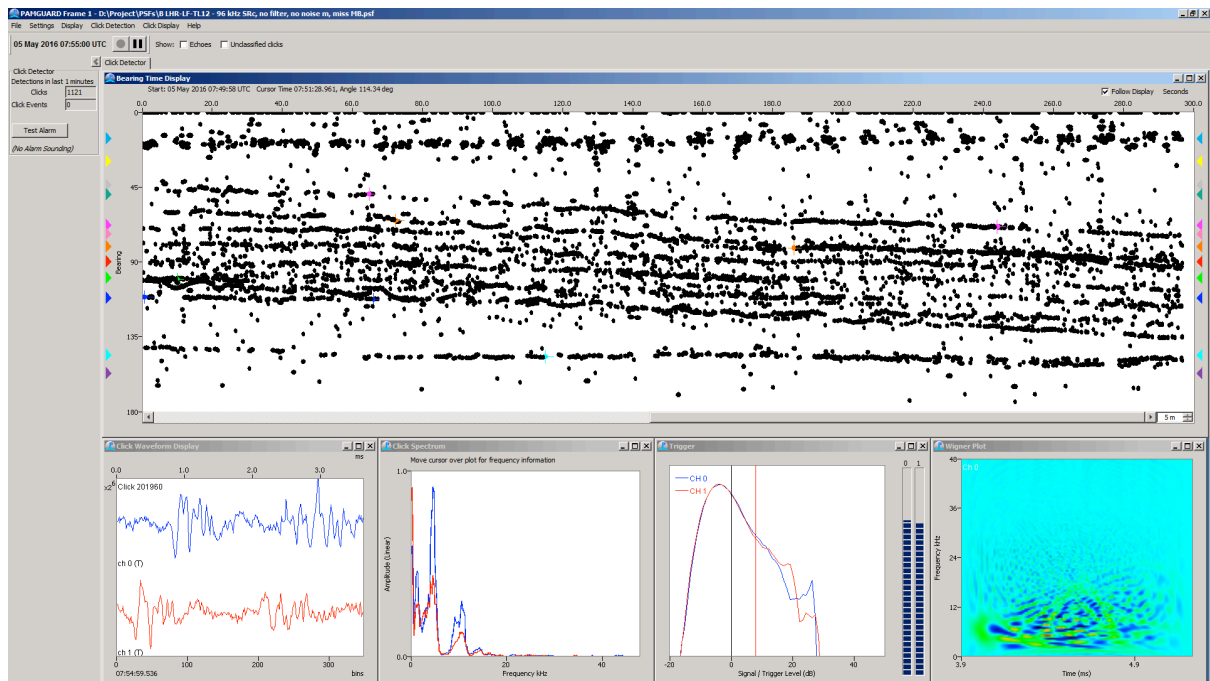 PAMGUARD Frame 1 - D:\Project\PSFs\B LHR-LF-TL12 - 96 kHz SRc, no filter, no noise m, miss MB.psf
File Settings Display Click Detection Click Display Help
05 May 2016 07:55:00 UTC Show: Echoes Unclassified clicks
Click Detector
Detections in last 1 minutes
Clicks 1121
Click Events 0
Test Alarm
(No Alarm Sounding)
Click Detector
Bearing Time Display
Start: 05 May 2016 07:49:58 UTC Cursor Time 07:51:28.961, Angle 114.34 deg Follow Display Seconds
0.0 20.0 40.0 60.0 80.0 100.0 120.0 140.0 160.0 180.0 200.0 220.0 240.0 260.0 280.0 300.0
0
45
90
135
180
Bearing
5 m
Click Waveform Display
ms
0.0 1.0 2.0 3.0
x2^6
Click 201960
ch 0 (T)
ch 1 (T)
0 100 200 300
07:54:59.536 bins
Click Spectrum
Move cursor over plot for frequency information
1.0
Amplitude (Linear)
0.0
0 20 40
Frequency kHz
Trigger
CH 0
CH 1
0 1
-20 0 20 40
Signal / Trigger Level (dB)
Wigner Plot
Ch 0
48
36
24
12
0
Frequency kHz
3.9 4.9
Time (ms)